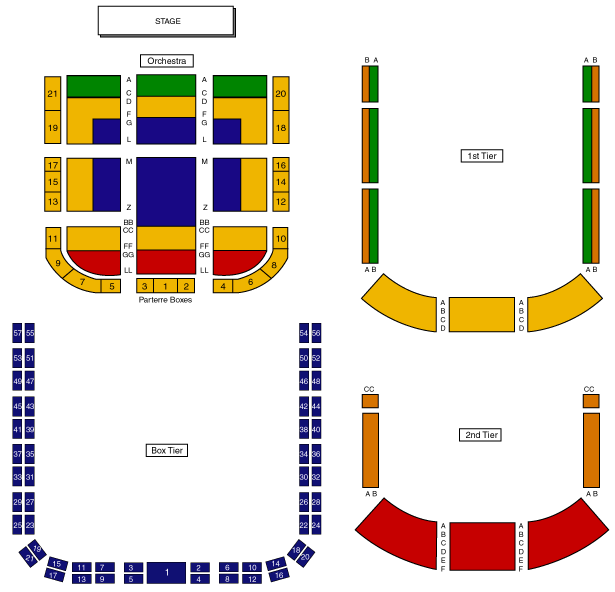 STAGE
Orchestra
A A
C C
D D
F F
G G
L L
M M
Z Z
BB BB
CC CC
FF FF
GG GG
LL LL
21 20
19 18
17 16
15 14
13 12
11 10
9 8
7 6
5 3 1 2 4
Parterre Boxes
B A A B
1st Tier
A B A B
A A
B B
C C
D D
57 55 54 56
53 51 50 52
49 47 46 48
45 43 42 44
41 39 38 40
37 35 34 36
33 31 30 32
29 27 26 28
25 23 22 24
Box Tier
19 18
21 20
15 14
17 16
11 7 3 1 2 6 10
13 9 5 4 8 12
CC CC
2nd Tier
A B A B
A A
B B
C C
D D
E E
F F